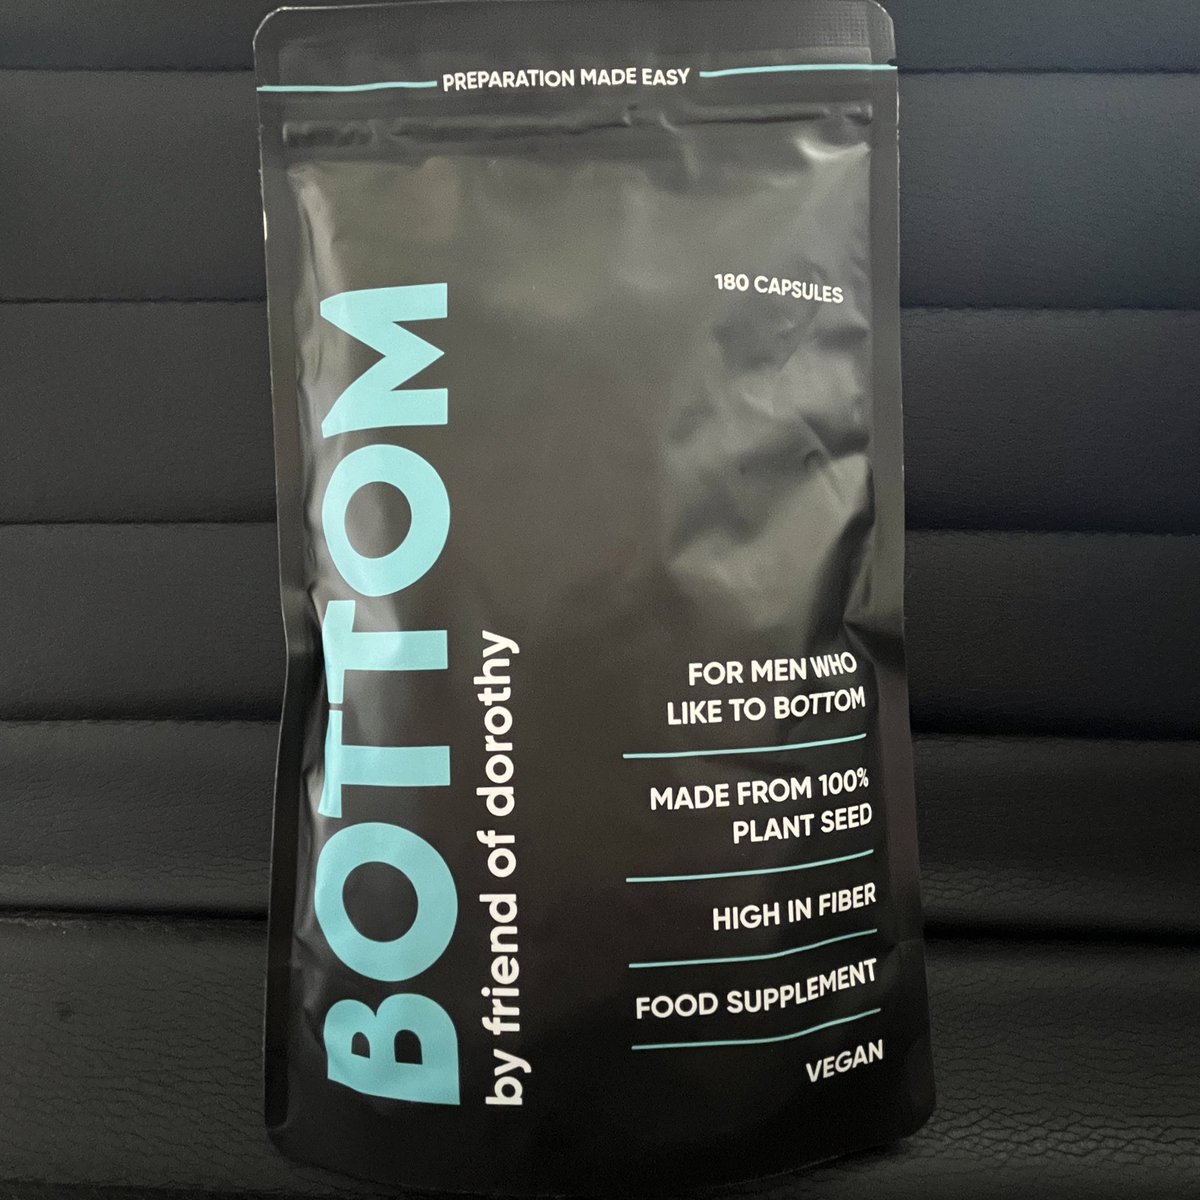 PREPARATION MADE EASY
180 CAPSULES
BOTTOM
by friend of dorothy
FOR MEN WHO
LIKE TO BOTTOM
MADE FROM 100%
PLANT SEED
HIGH IN FIBER
FOOD SUPPLEMENT
VEGAN